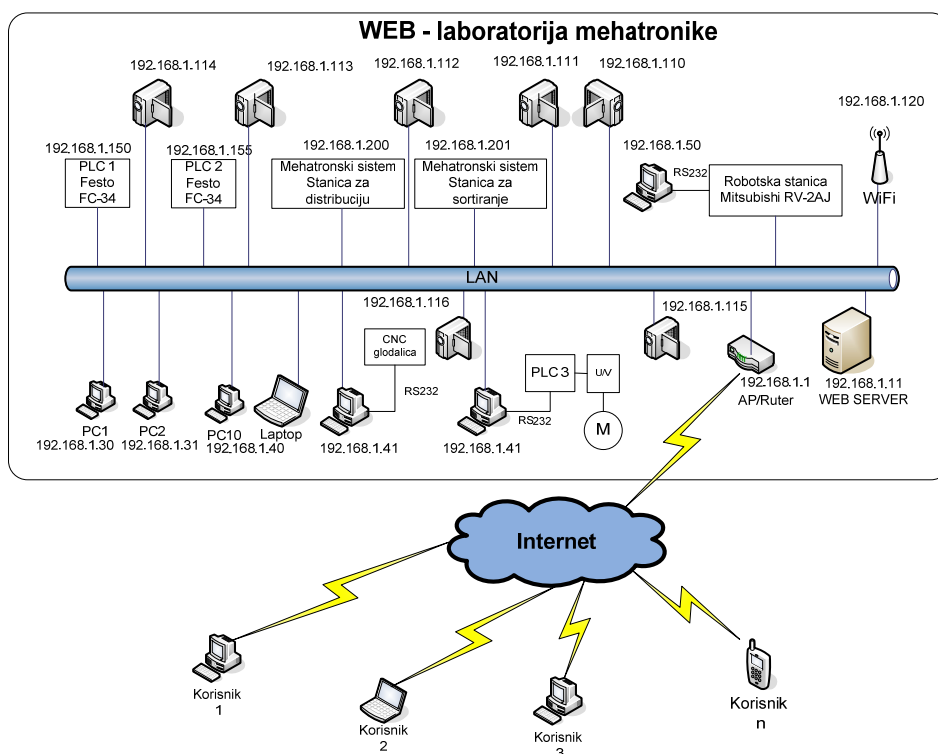 WEB - laboratorija mehatronike
192.168.1.114
192.168.1.113
192.168.1.112
192.168.1.111
192.168.1.110
192.168.1.120
WiFi
192.168.1.150
PLC 1
Festo
FC-34
192.168.1.155
PLC 2
Festo
FC-34
192.168.1.200
Mehatronski sistem
Stanica za
distribuciju
192.168.1.201
Mehatronski sistem
Stanica za
sortiranje
192.168.1.50
RS232
Robotska stanica
Mitsubishi RV-2AJ
LAN
PC1
192.168.1.30
PC2
192.168.1.31
PC10
192.168.1.40
Laptop
CNC
glodalica
RS232
192.168.1.41
192.168.1.116
192.168.1.41
RS232
PLC 3
U/V
M
192.168.1.115
192.168.1.1
AP/Ruter
192.168.1.11
WEB SERVER
Internet
Korisnik
1
Korisnik
2
Korisnik
3
Korisnik
n